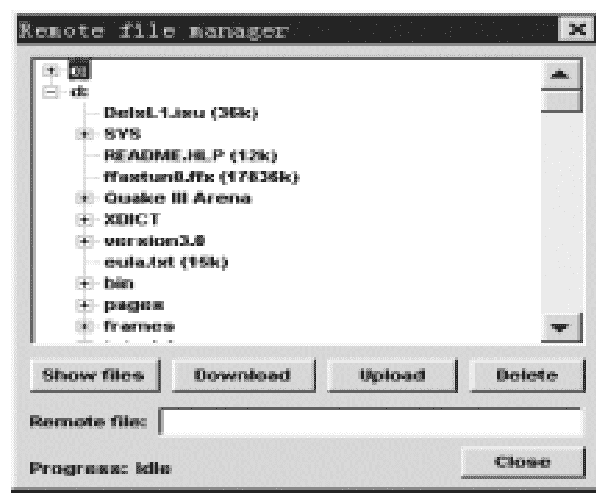 Remote file manager
c:
d:
DelsL1.isu (36k)
SYS
README.HLP (12k)
ffastun0.ffx (17836k)
Quake III Arena
XDICT
version3.0
eula.txt (16k)
bin
pages
frames
Show files Download Upload Delete
Remote file:
Progress: Idle
Close